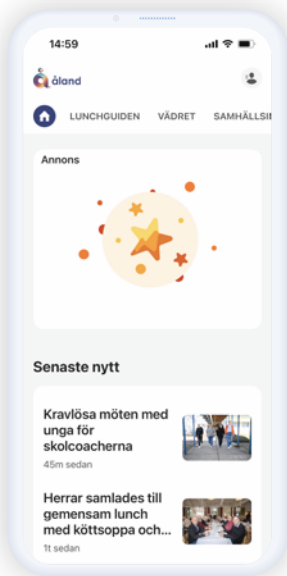 14:59
åland
LUNCHGUIDEN VÄDRET SAMHÄLLSI
Annons
Senaste nytt
Kravlösa möten med
unga för
skolcoacherna
45m sedan
Herrar samlades till
gemensam lunch
med köttsoppa och...
1t sedan